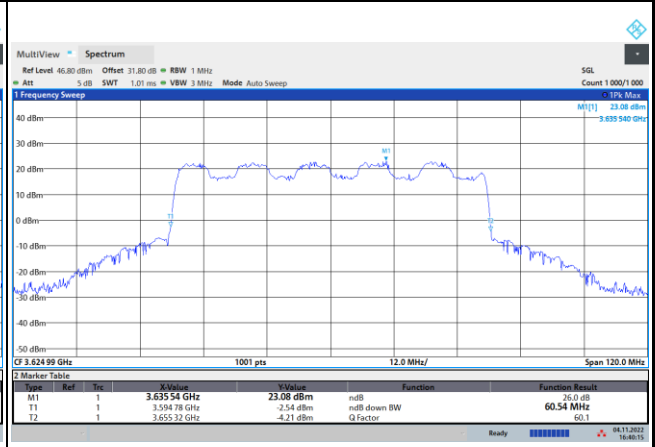 MultiView Spectrum
Ref Level 46.80 dBm Offset 31.80 dB RBW 1 MHz SGL
Att 5 dB SWT 1.01 ms VBW 3 MHz Mode Auto Sweep Count 1 000/1 000
1 Frequency Sweep 1Pk Max
M1[1] 23.08 dBm
40 dBm 3.635 540 GHz
30 dBm
M1
20 dBm
10 dBm
T1
0 dBm
T2
-10 dBm
-20 dBm
-30 dBm
-40 dBm
-50 dBm
CF 3.624 99 GHz 1001 pts 12.0 MHz/ Span 120.0 MHz
2 Marker Table
Type Ref Trc X-Value Y-Value Function Function Result
M1 1 3.635 54 GHz 23.08 dBm ndB 26.0 dB
T1 1 3.594 78 GHz -2.54 dBm ndB down BW 60.54 MHz
T2 1 3.655 32 GHz -4.21 dBm Q Factor 60.1
Ready 04.11.2022
16:40:15